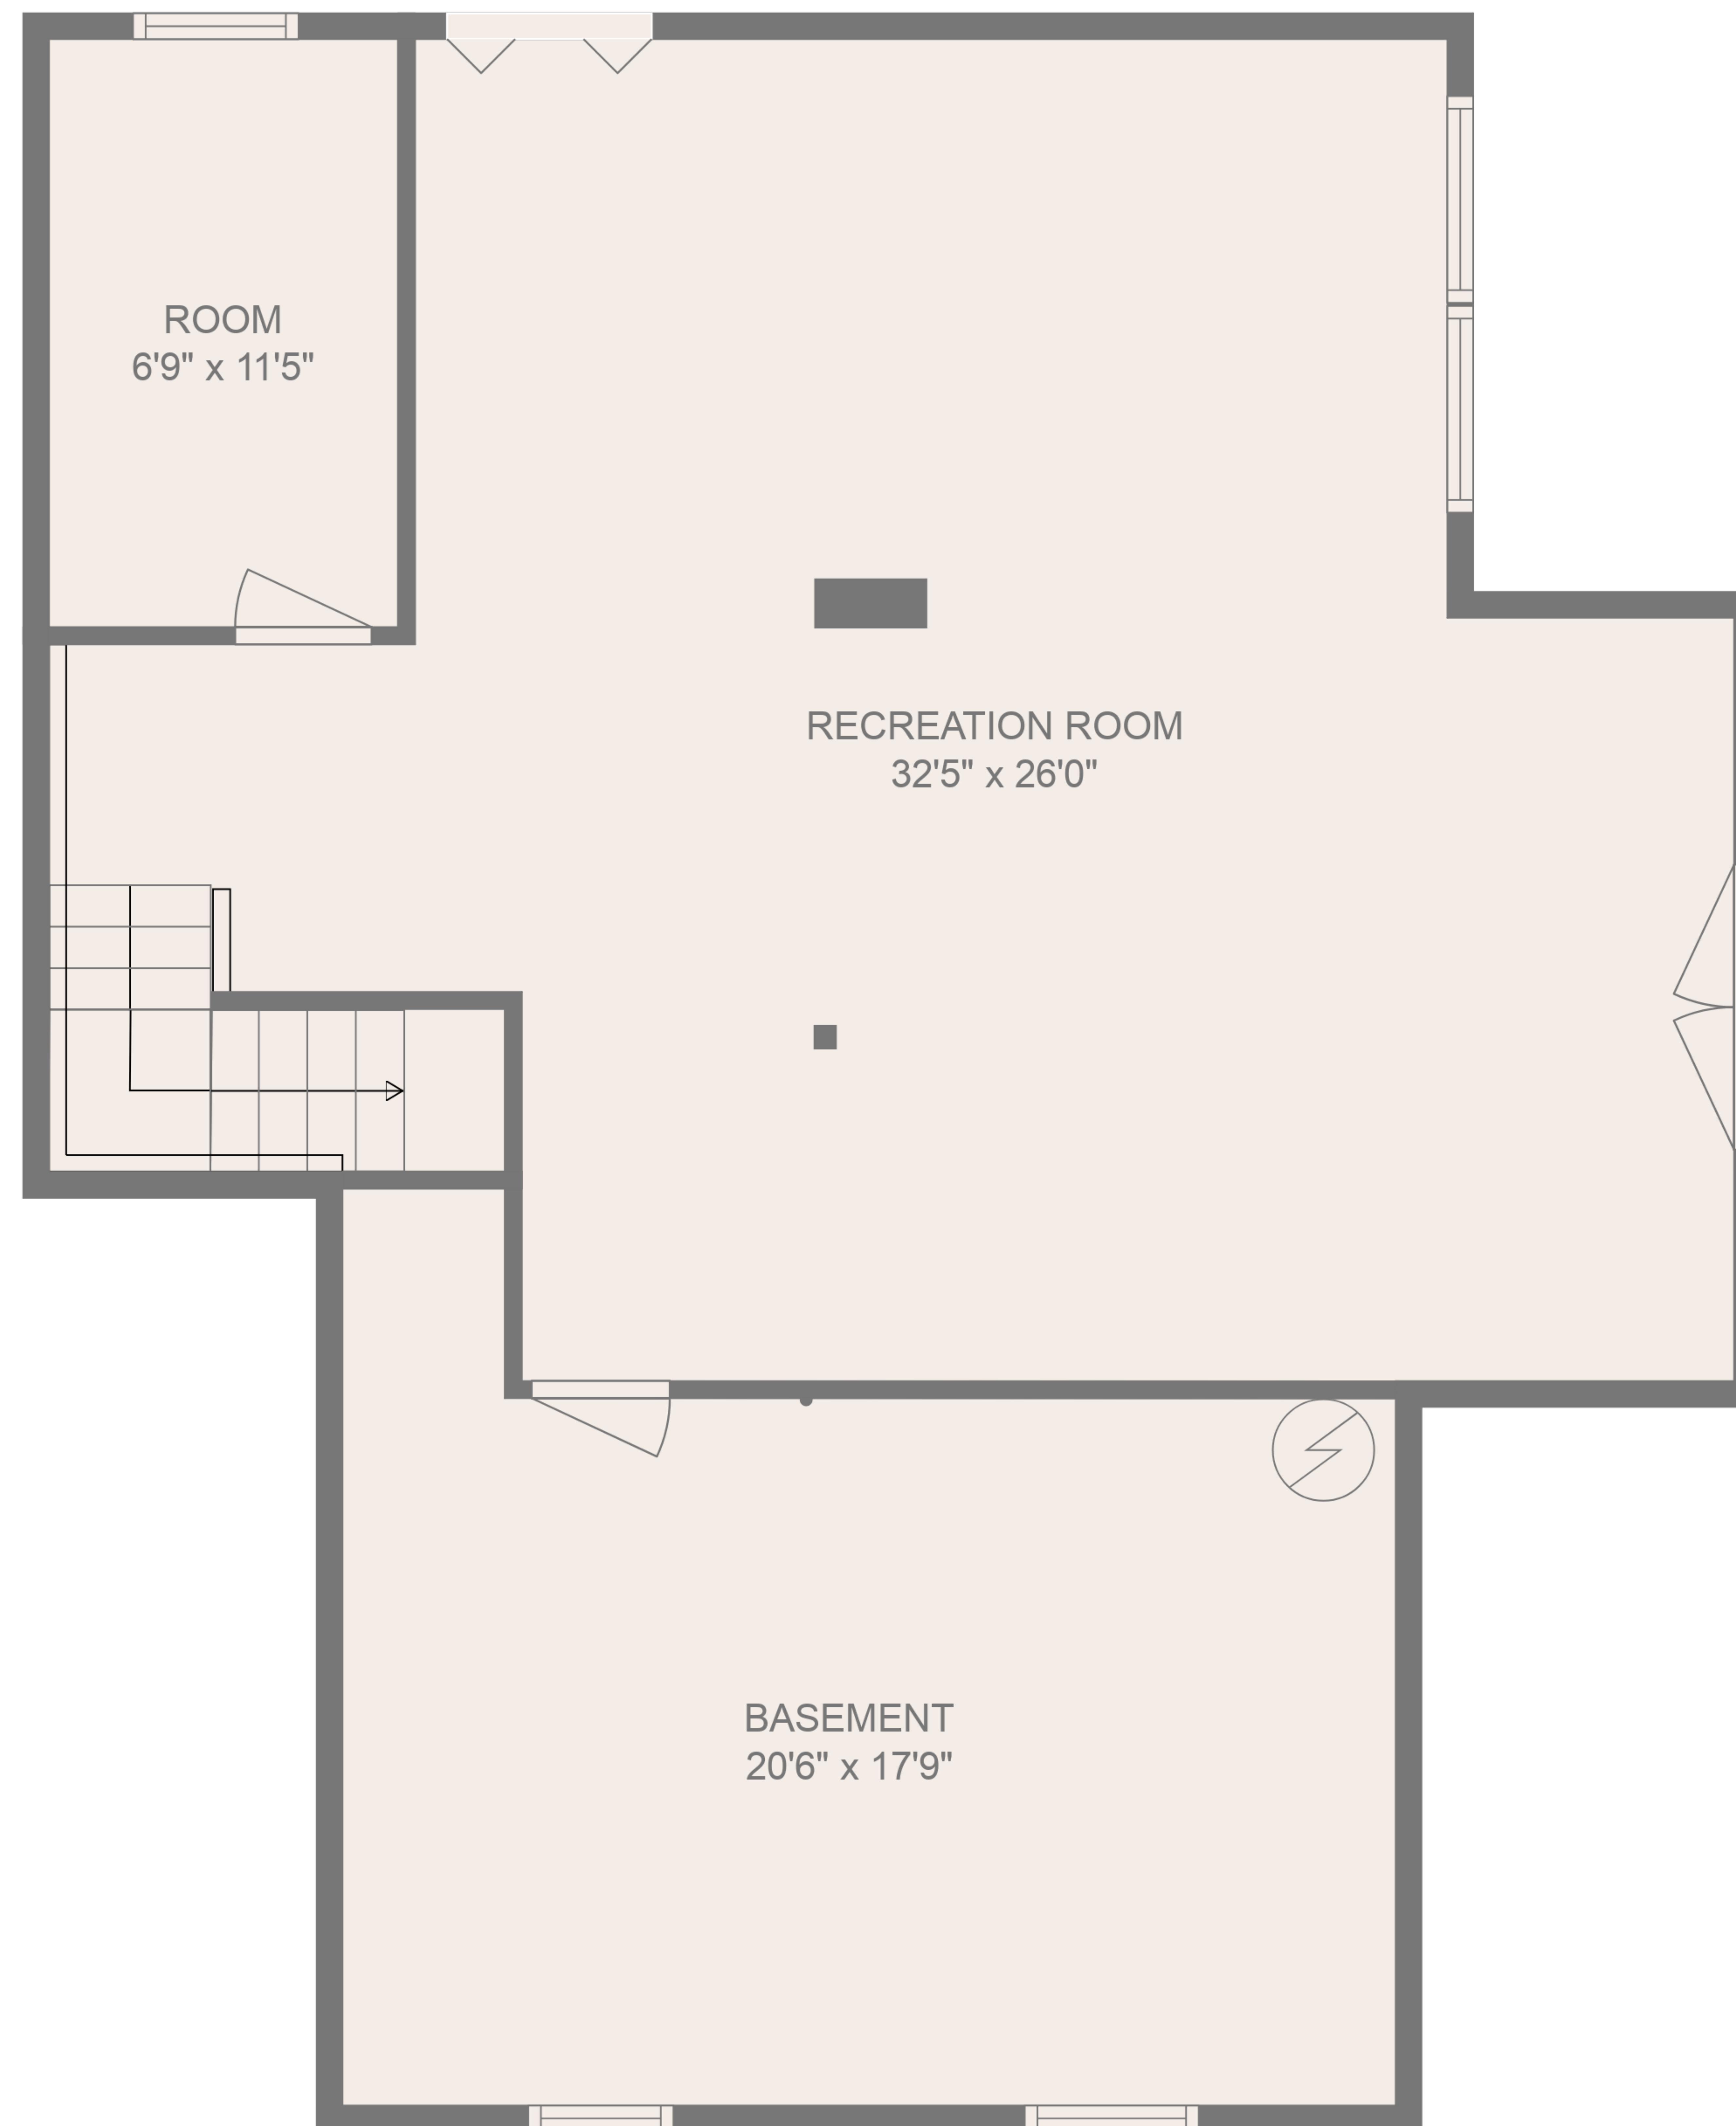 ROOM
6'9" x 11'5"
RECREATION ROOM
32'5" x 26'0"
BASEMENT
20'6" x 17'9"